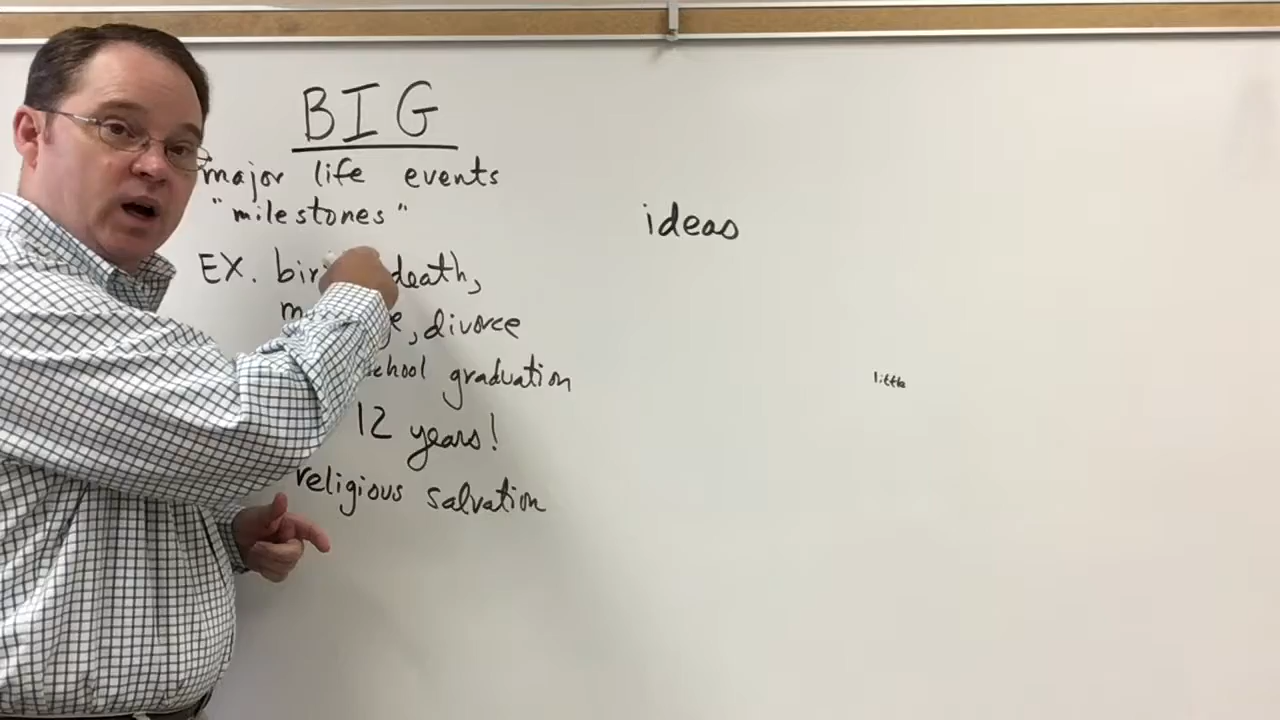 BIG
major life events
"milestones"
ideas
EX. death,
, divorce
graduation
little
12 years!
religious salvation